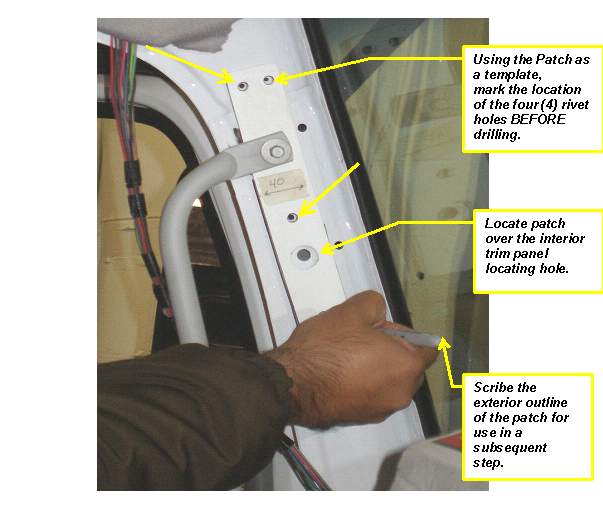 Using the Patch as
a template,
mark the location
of the four(4) rivet
holes BEFORE
drilling.
40
Locate patch
over the interior
trim panel
locating hole.
Scribe the
exterior outline
of the patch for
use in a
subsequent
step.